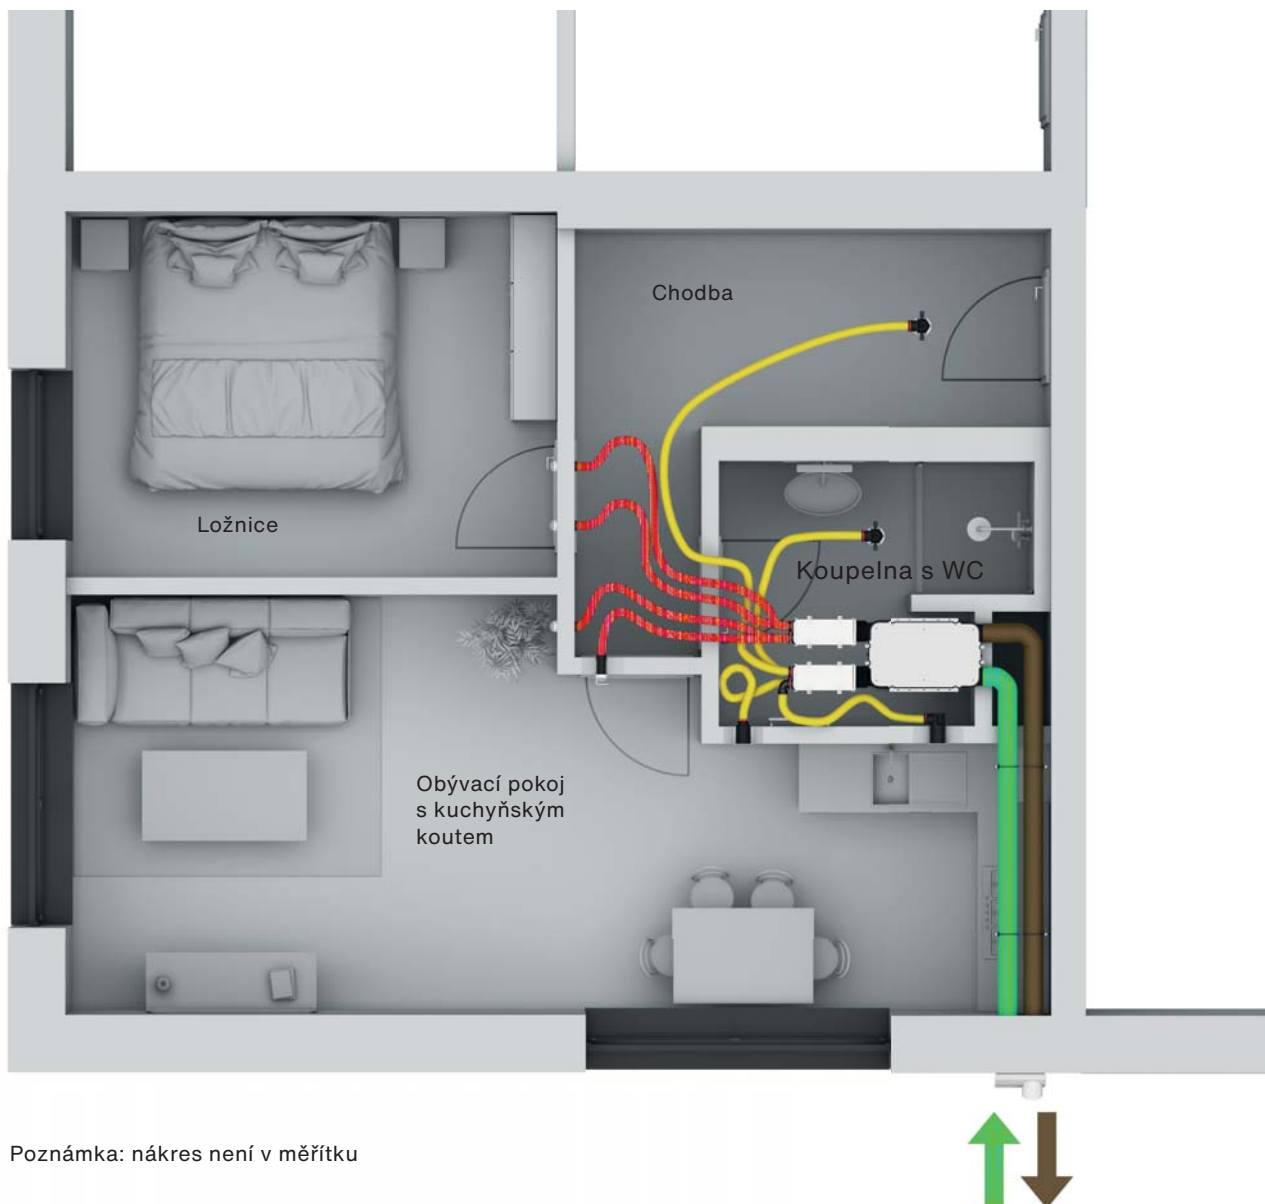 Chodba
Ložnice
Koupelna s WC
Obývací pokoj
s kuchyňským
koutem
Poznámka: nákres není v měřítku